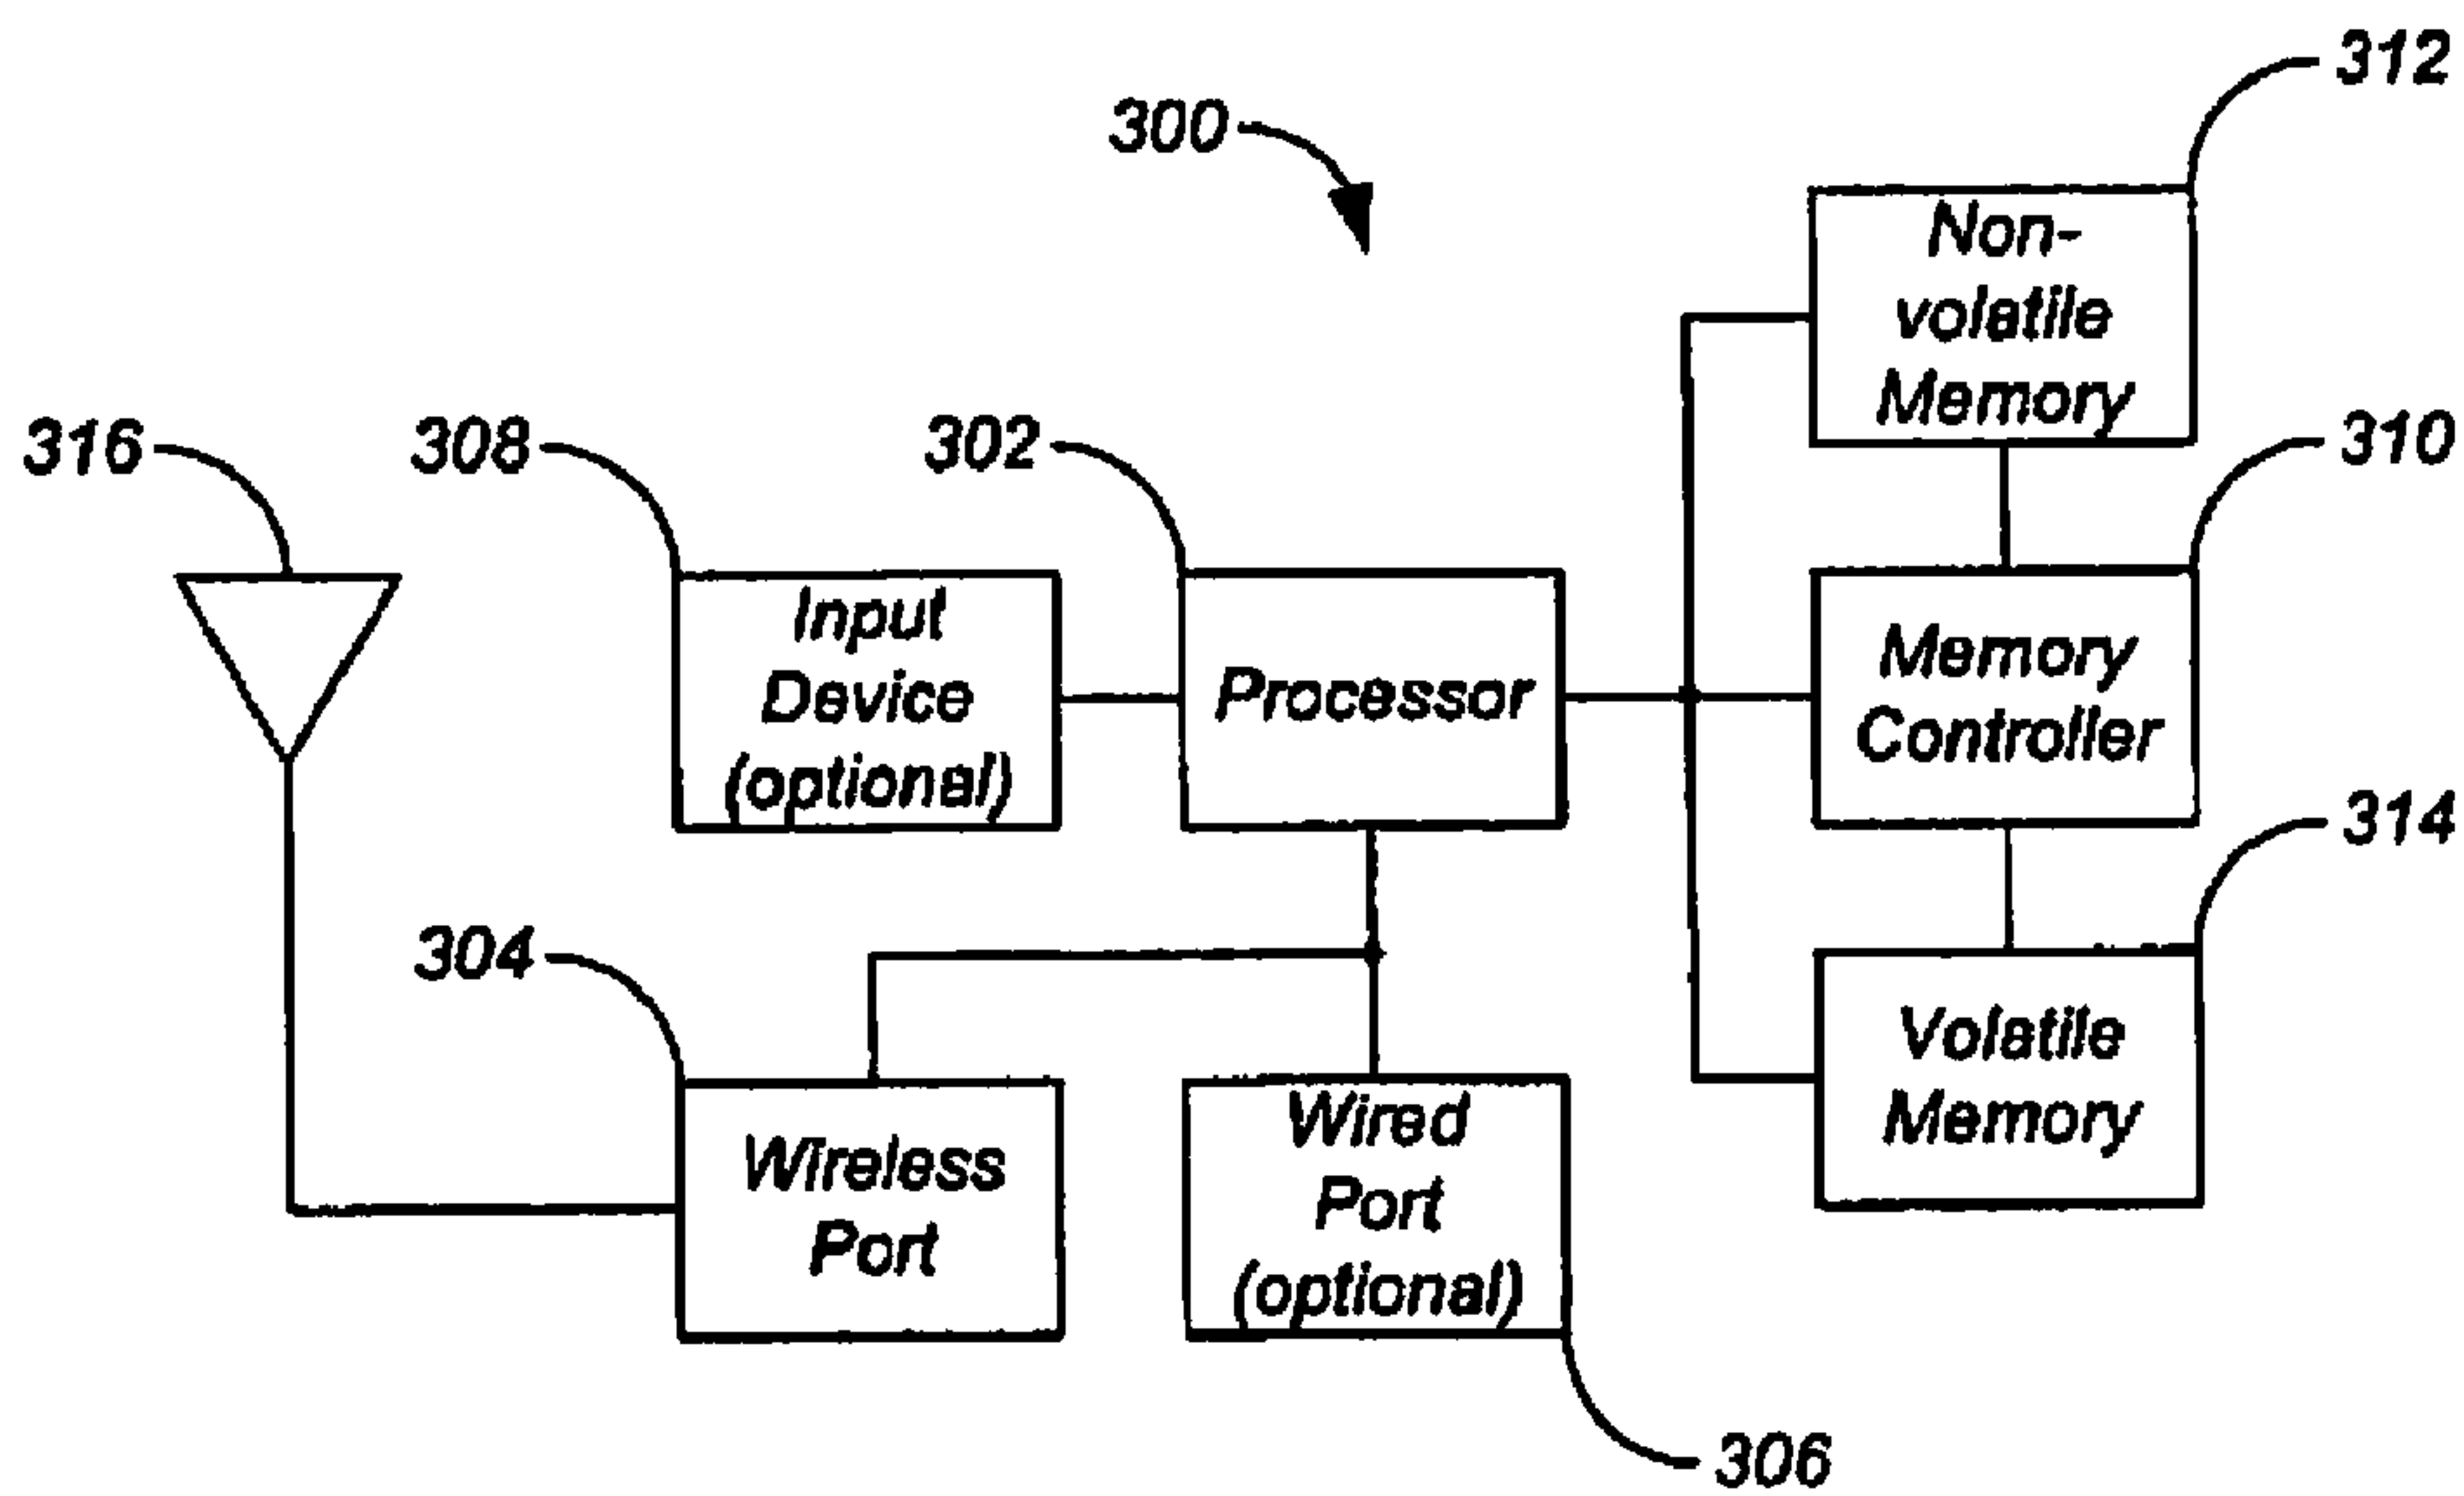 312
300
Non-
volatile
Memory
316
308
302
310
Input
Device
(optional)
Processor
Memory
Controller
314
304
Volatile
Memory
Wireless
Port
Wired
Port
(optional)
306